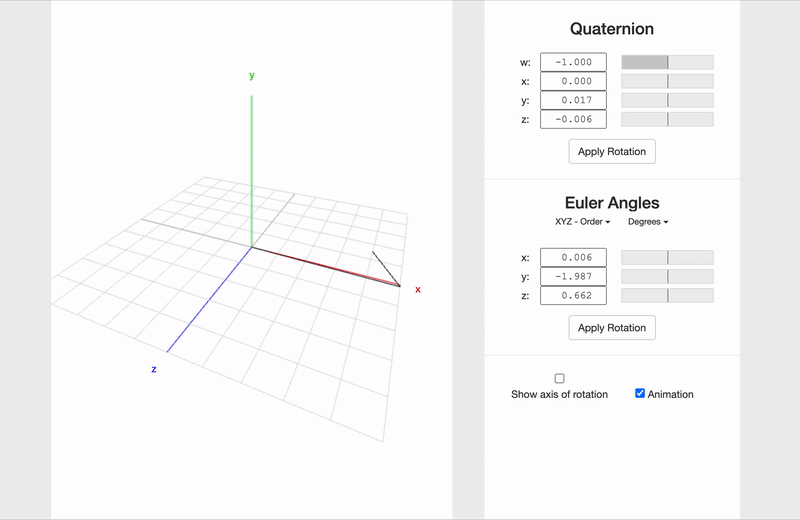 y
x
z
Quaternion
w: -1.000
x: 0.000
y: 0.017
z: -0.006
Apply Rotation
Euler Angles
XYZ - Order Degrees
x: 0.006
y: -1.987
z: 0.662
Apply Rotation
Show axis of rotation Animation